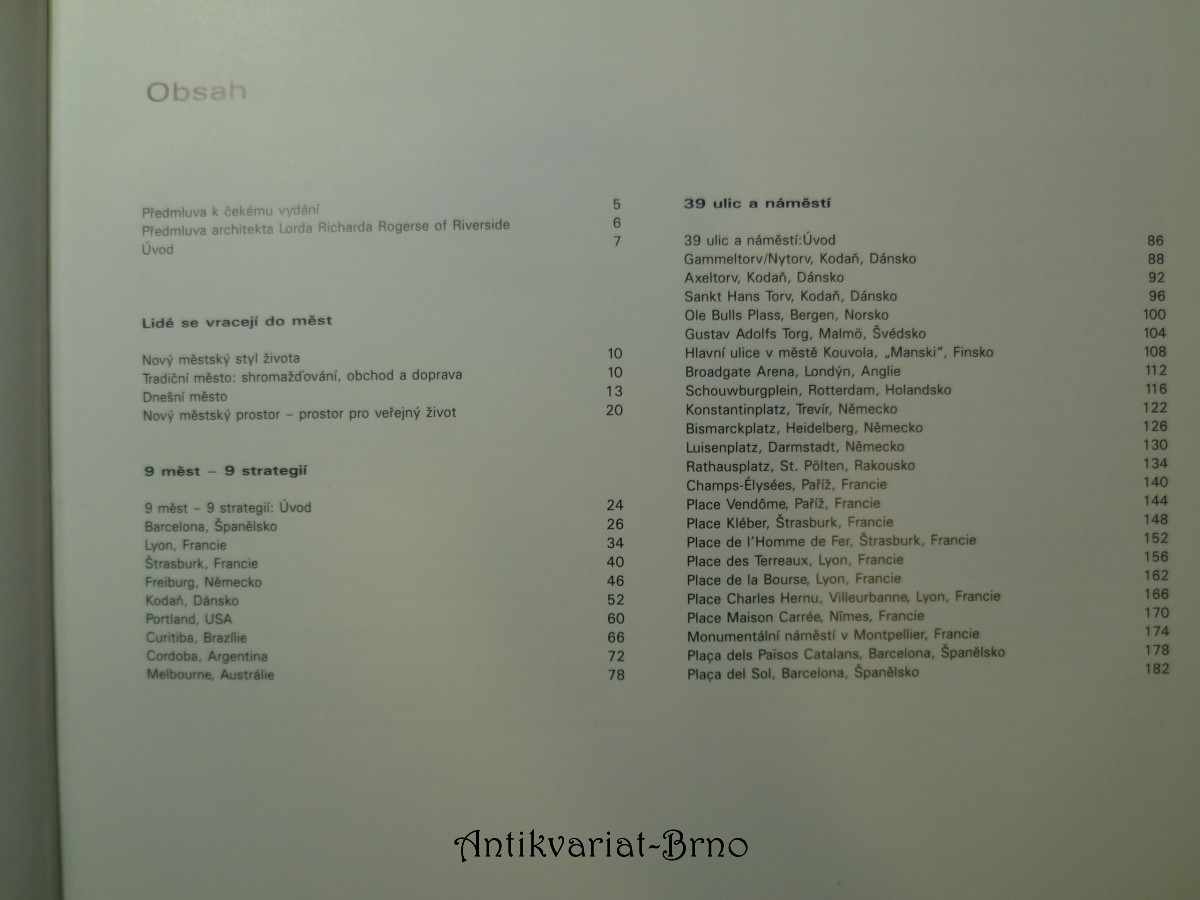 Obsah
Předmluva k čekému vydání 5
Předmluva architekta Lorda Richarda Rogerse of Riverside 6
Úvod 7
Lidé se vracejí do měst
Nový městský styl života 10
Tradiční město: shromažďování, obchod a doprava 10
Dnešní město 13
Nový městský prostor – prostor pro veřejný život 20
9 měst – 9 strategií
9 měst – 9 strategií: Úvod 24
Barcelona, Španělsko 26
Lyon, Francie 34
Štrasburk, Francie 40
Freiburg, Německo 46
Kodaň, Dánsko 52
Portland, USA 60
Curitiba, Brazílie 66
Cordoba, Argentina 72
Melbourne, Austrálie 78
39 ulic a náměstí
39 ulic a náměstí:Úvod 86
Gammeltorv/Nytorv, Kodaň, Dánsko 88
Axeltorv, Kodaň, Dánsko 92
Sankt Hans Torv, Kodaň, Dánsko 96
Ole Bulls Plass, Bergen, Norsko 100
Gustav Adolfs Torg, Malmö, Švédsko 104
Hlavní ulice v městě Kouvola, „Manski“, Finsko 108
Broadgate Arena, Londýn, Anglie 112
Schouwburgplein, Rotterdam, Holandsko 116
Konstantinplatz, Trevír, Německo 122
Bismarckplatz, Heidelberg, Německo 126
Luisenplatz, Darmstadt, Německo 130
Rathausplatz, St. Pölten, Rakousko 134
Champs-Élysées, Paříž, Francie 140
Place Vendôme, Paříž, Francie 144
Place Kléber, Štrasburk, Francie 148
Place de l’Homme de Fer, Štrasburk, Francie 152
Place des Terreaux, Lyon, Francie 156
Place de la Bourse, Lyon, Francie 162
Place Charles Hernu, Villeurbanne, Lyon, Francie 166
Place Maison Carrée, Nîmes, Francie 170
Monumentální náměstí v Montpellier, Francie 174
Plaça dels Països Catalans, Barcelona, Španělsko 178
Plaça del Sol, Barcelona, Španělsko 182
Antikvariat-Brno